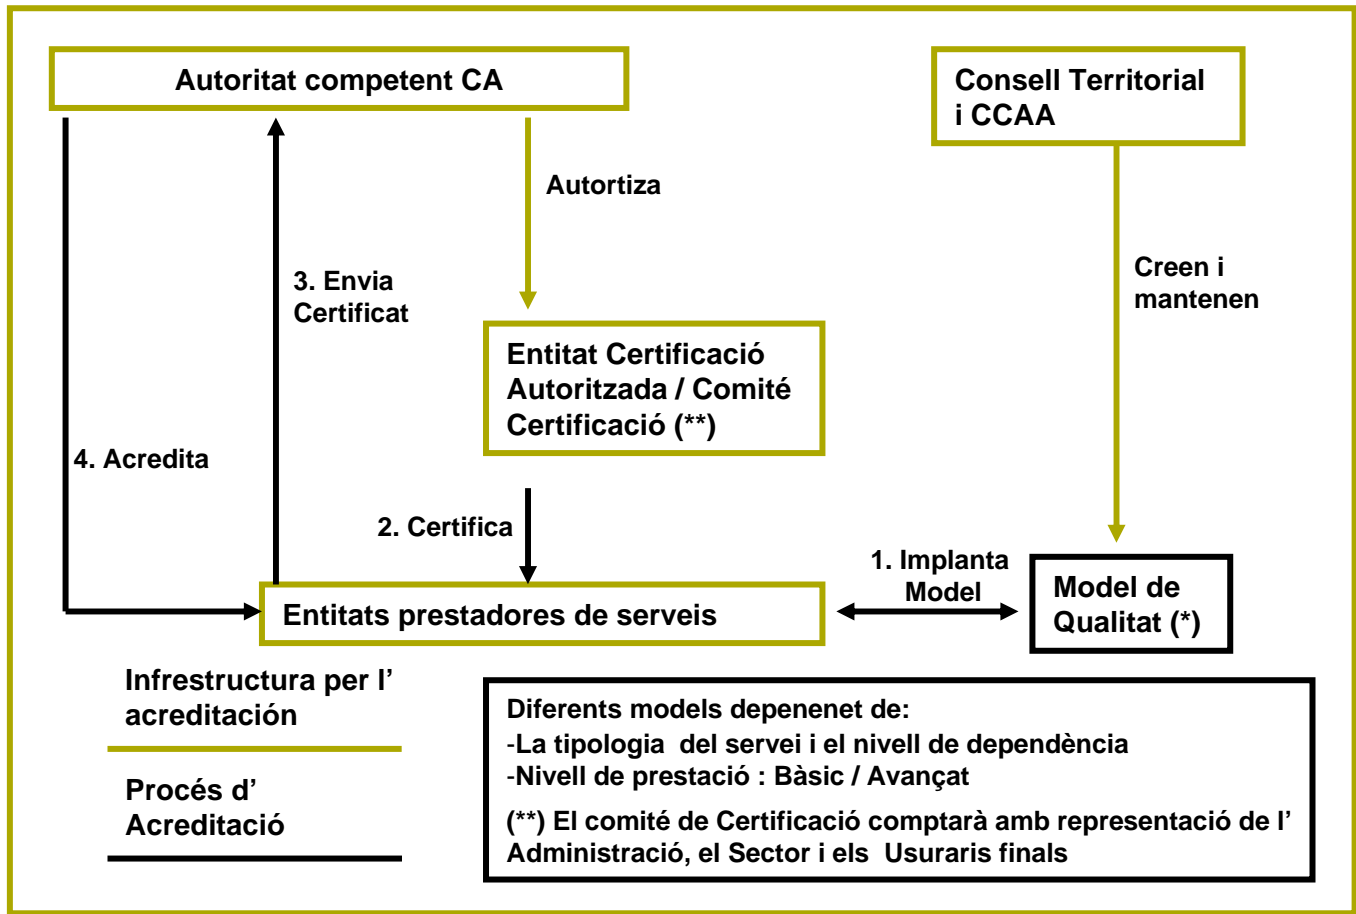 Autoritat competent CA
Consell Territorial
i CCAA
Autortiza
3. Envia
Certificat
Creen i
mantenen
Entitat Certificació
Autoritzada / Comité
Certificació (**)
4. Acredita
2. Certifica
1. Implanta
Model
Entitats prestadores de serveis
Model de
Qualitat (*)
Infrestructura per l’
acreditación
Procés d’
Acreditació
Diferents models depenenet de:
-La tipologia del servei i el nivell de dependència
-Nivell de prestació : Bàsic / Avançat
(**) El comité de Certificació comptarà amb representació de l’
Administració, el Sector i els Usuraris finals